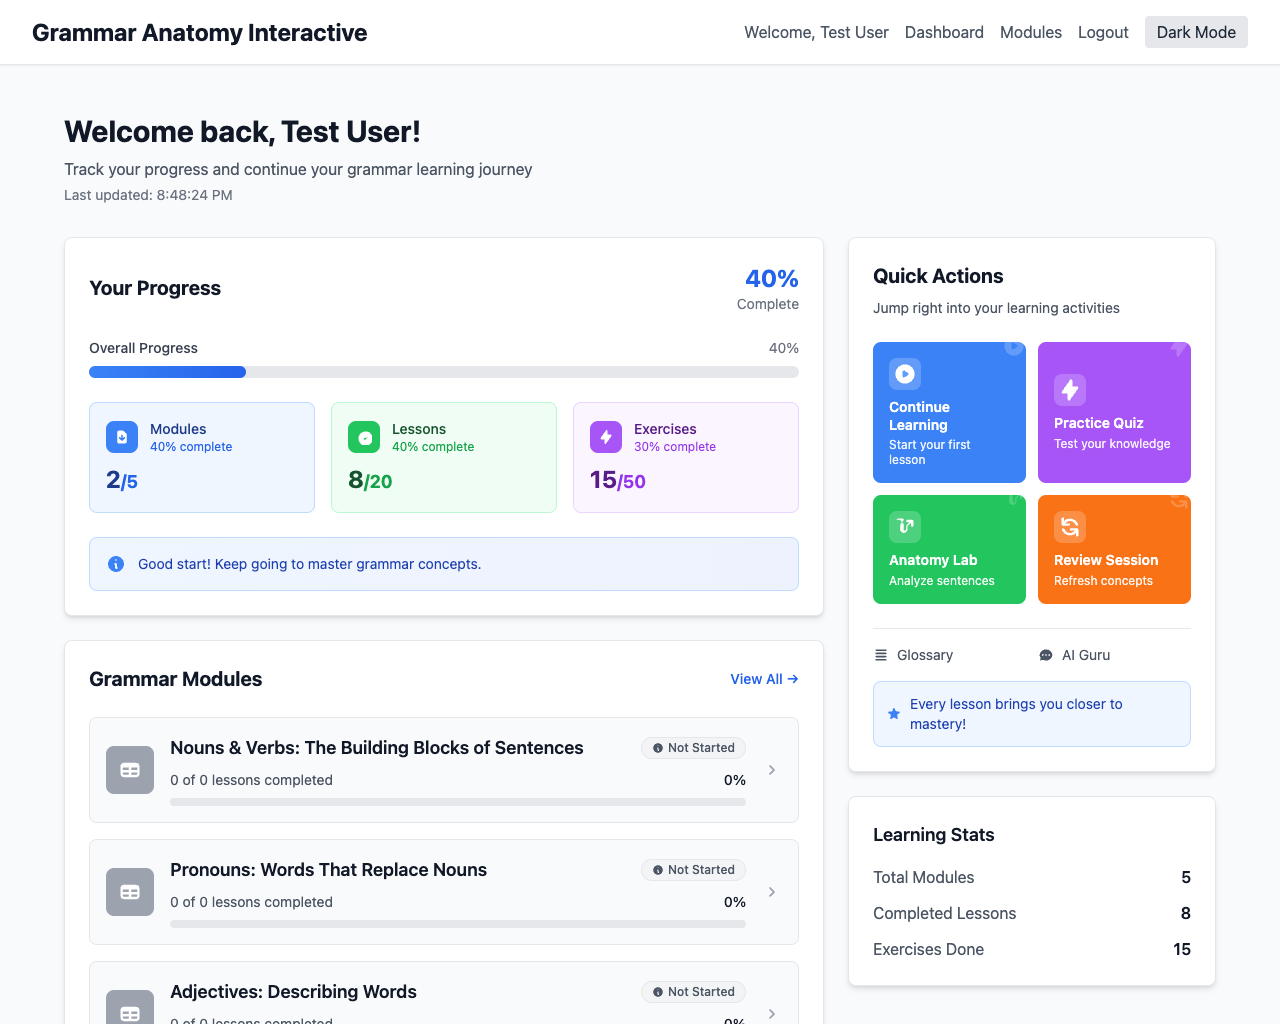 Grammar Anatomy Interactive
Welcome, Test User
Dashboard
Modules
Logout
Dark Mode
Welcome back, Test User!
Track your progress and continue your grammar learning journey
Last updated: 8:48:24 PM
Your Progress
40%
Complete
Overall Progress
40%
Modules
40% complete
2/5
Lessons
40% complete
8/20
Exercises
30% complete
15/50
Good start! Keep going to master grammar concepts.
Grammar Modules
View All →
Nouns & Verbs: The Building Blocks of Sentences
Not Started
0 of 0 lessons completed
0%
Pronouns: Words That Replace Nouns
Not Started
0 of 0 lessons completed
0%
Adjectives: Describing Words
Not Started
0 of 0 lessons completed
0%
Quick Actions
Jump right into your learning activities
Continue
Learning
Start your first
lesson
Practice Quiz
Test your knowledge
Anatomy Lab
Analyze sentences
Review Session
Refresh concepts
Glossary
AI Guru
Every lesson brings you closer to
mastery!
Learning Stats
Total Modules
5
Completed Lessons
8
Exercises Done
15